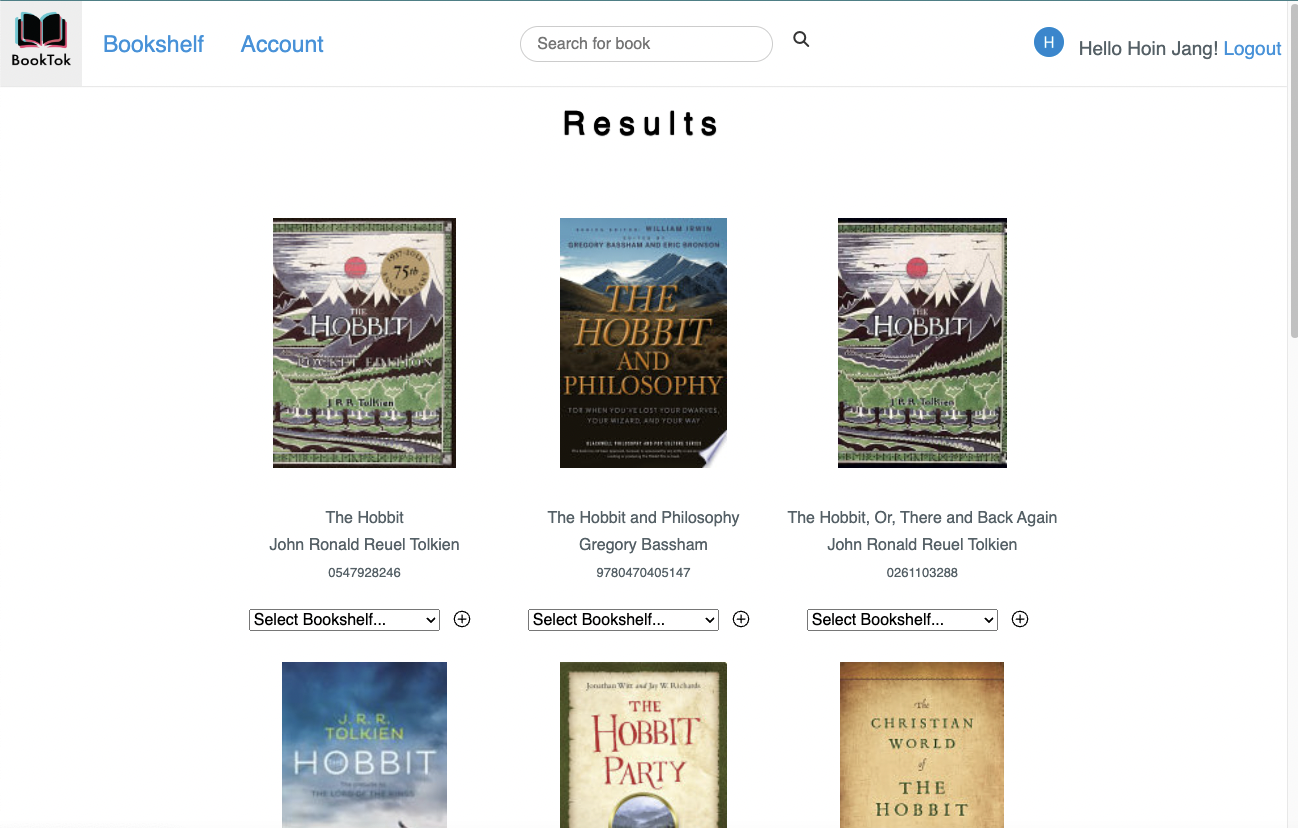 BookTok
Bookshelf
Account
Search for book
H
Hello Hoin Jang! Logout
Results
1937-2012
75th
ANNIVERSARY
THE
HOBBIT
POCKET EDITION
J.R.R. Tolkien
SERIES EDITOR: WILLIAM IRWIN
EDITED BY
GREGORY BASSHAM AND ERIC BRONSON
THE
HOBBIT
AND
PHILOSOPHY
FOR WHEN YOU'VE LOST YOUR DWARVES,
YOUR WIZARD, AND YOUR WAY
BLACKWELL PHILOSOPHY AND POP CULTURE SERIES
THE
HOBBIT
J.R.R. Tolkien
The Hobbit
John Ronald Reuel Tolkien
0547928246
The Hobbit and Philosophy
Gregory Bassham
9780470405147
The Hobbit, Or, There and Back Again
John Ronald Reuel Tolkien
0261103288
Select Bookshelf...
Select Bookshelf...
Select Bookshelf...
J. R. R.
TOLKIEN
THE
HOBBIT
The prelude to
THE LORD OF THE RINGS
Jonathan Witt and Jay W. Richards
THE
HOBBIT
PARTY
The
CHRISTIAN
WORLD
of
THE
HOBBIT